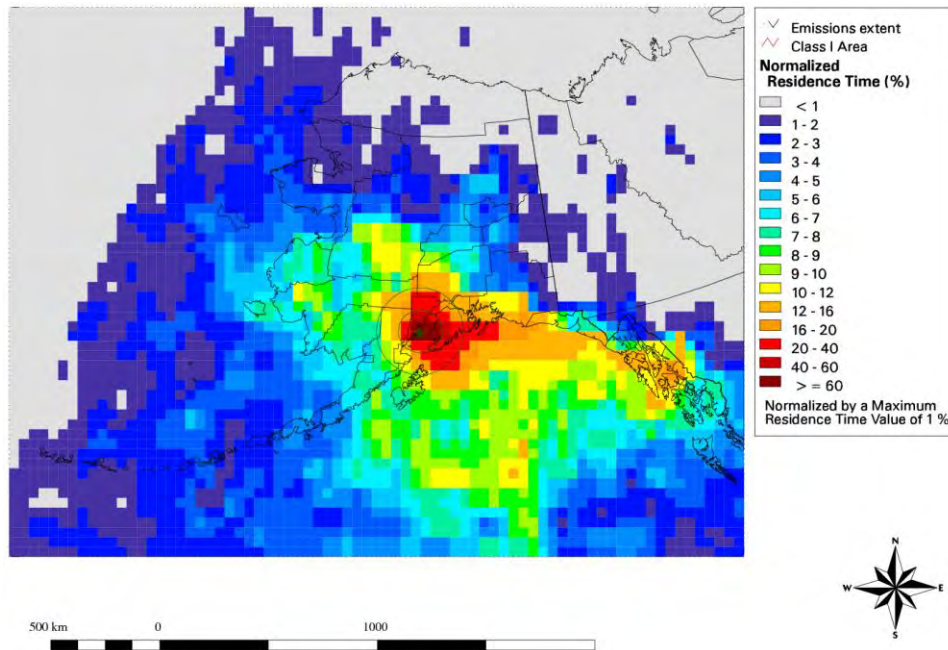 Emissions extent
Class I Area
Normalized
Residence Time (%)
< 1
1 - 2
2 - 3
3 - 4
4 - 5
5 - 6
6 - 7
7 - 8
8 - 9
9 - 10
10 - 12
12 - 16
16 - 20
20 - 40
40 - 60
> = 60
Normalized by a Maximum
Residence Time Value of 1 %
N
W E
S
500 km 0 1000